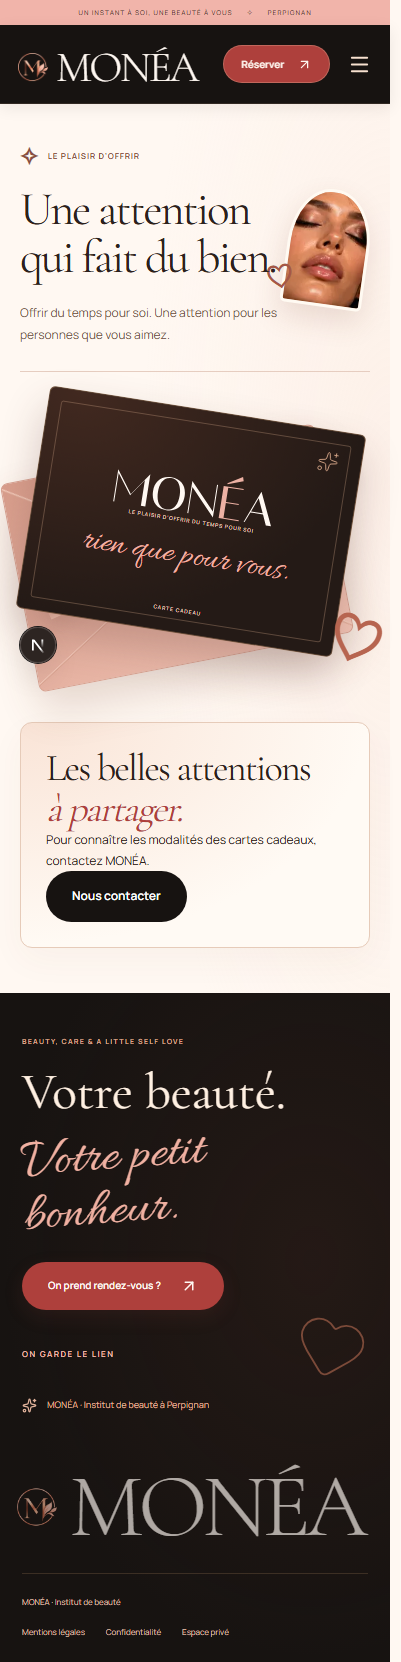 UN INSTANT À SOI, UNE BEAUTÉ À VOUS ✧ PERPIGNAN
M MONÉA Réserver
LE PLAISIR D'OFFRIR
Une attention
qui fait du bien.
Offrir du temps pour soi. Une attention pour les
personnes que vous aimez.
MONÉA
LE PLAISIR D'OFFRIR DU TEMPS POUR SOI
rien que pour vous.
CARTE CADEAU
N
Les belles attentions
à partager.
Pour connaître les modalités des cartes cadeaux,
contactez MONÉA.
Nous contacter
BEAUTY, CARE & A LITTLE SELF LOVE
Votre beauté.
Votre petit
bonheur.
On prend rendez-vous ?
ON GARDE LE LIEN
MONÉA · Institut de beauté à Perpignan
M MONÉA
MONÉA · Institut de beauté
Mentions légales Confidentialité Espace privé